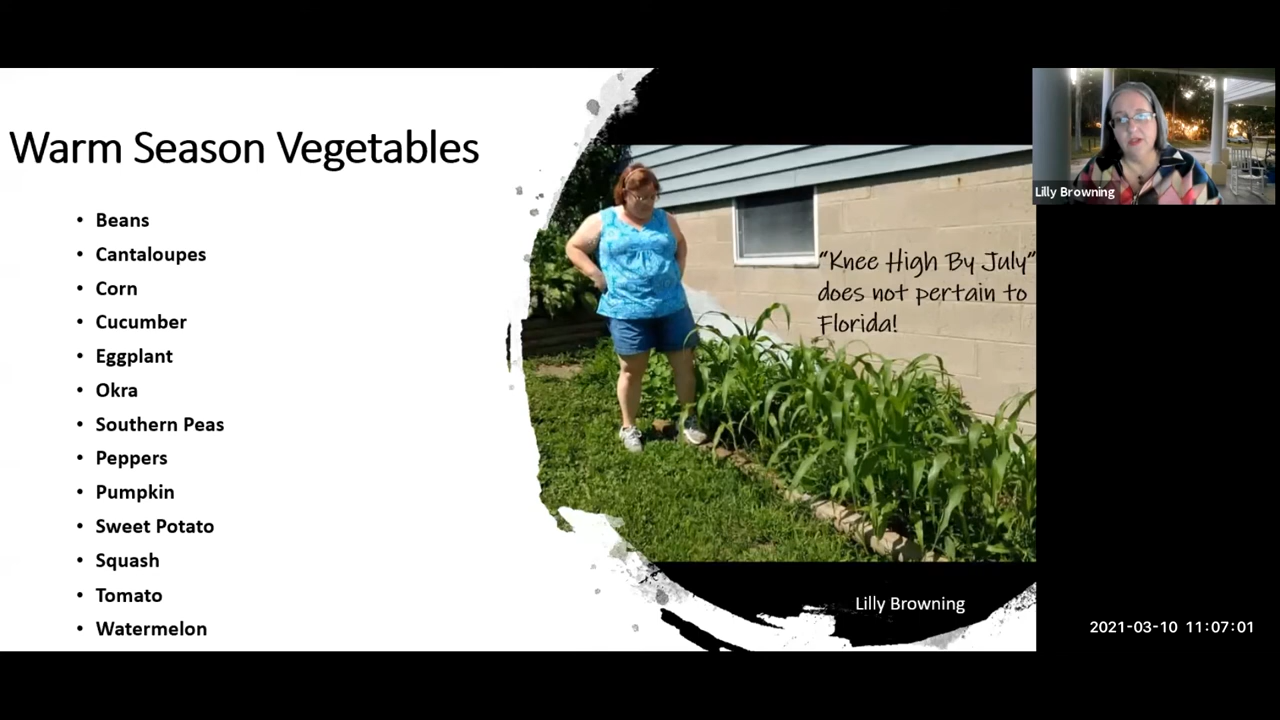 Warm Season Vegetables
• Beans
• Cantaloupes
• Corn
• Cucumber
• Eggplant
• Okra
• Southern Peas
• Peppers
• Pumpkin
• Sweet Potato
• Squash
• Tomato
• Watermelon
"Knee High By July"
does not pertain to
Florida!
Lilly Browning
Lilly Browning
2021-03-10 11:07:01